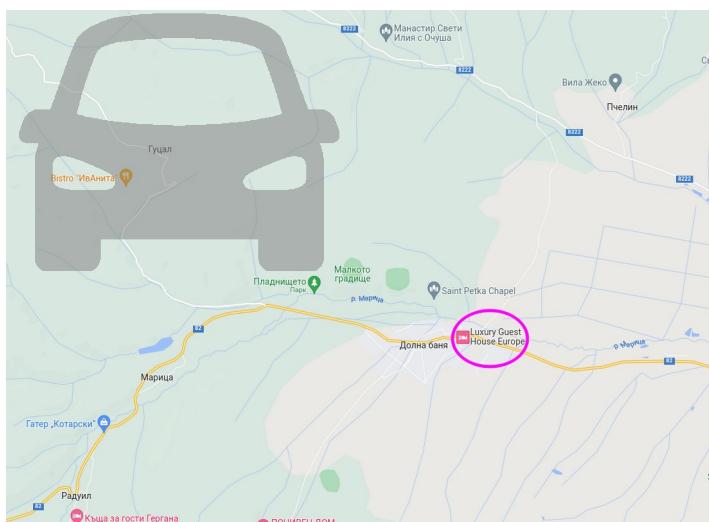 8222
Манастир Свети
Илия с Очуша
8222
Вила Жеко
Пчелин
8222
Гуцал
Bistro "ИвАнита"
8222
Малкото
градище
Пладнището
Парк
Saint Petka Chapel
р. Марица
82
Luxury Guest
House Europe
Долна баня
р. Марица
82
Марица
Гатер „Котарски“
Радуил
82
Къща за гости Гергана